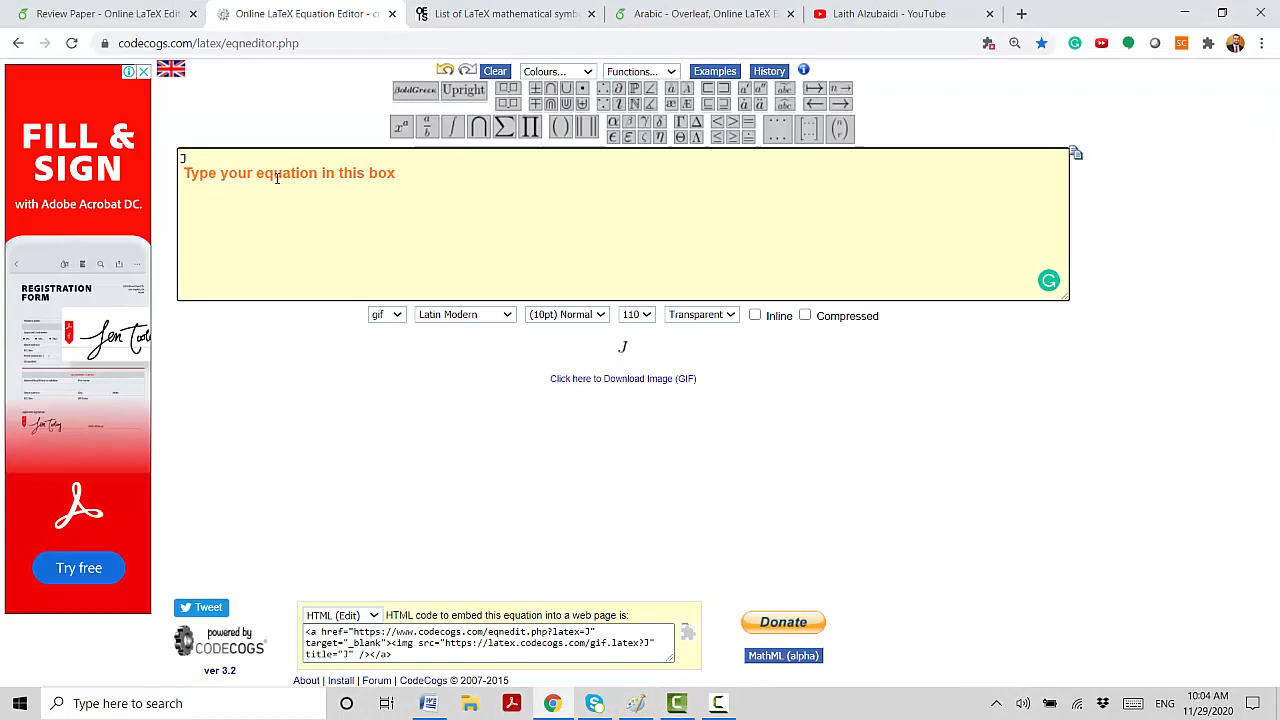 Review Paper - Online LaTeX Edit
Online LaTeX Equation Editor - c
List of LaTeX mathematical symb
Arabic - Overleaf, Online LaTeX E
Laith Alzubaidi - YouTube
codecogs.com/latex/eqneditor.php
Clear
Colours...
Functions...
Examples
History
BoldGreek
Upright
J
Type your equation in this box
FILL &
SIGN
with Adobe Acrobat DC.
REGISTRATION
FORM
Try free
gif
Latin Modern
(10pt) Normal
110
Transparent
Inline
Compressed
J
Click here to Download Image (GIF)
Tweet
powered by
CODECOGS
ver 3.2
HTML (Edit)
HTML code to embed this equation into a web page is:
<a href="https://www.codecogs.com/eqnedit.php?latex=J"
target="_blank"><img src="https://latex.codecogs.com/gif.latex?J"
title="J" /></a>
Donate
MathML (alpha)
About | Install | Forum | CodeCogs © 2007-2015
Type here to search
ENG
10:04 AM
11/29/2020